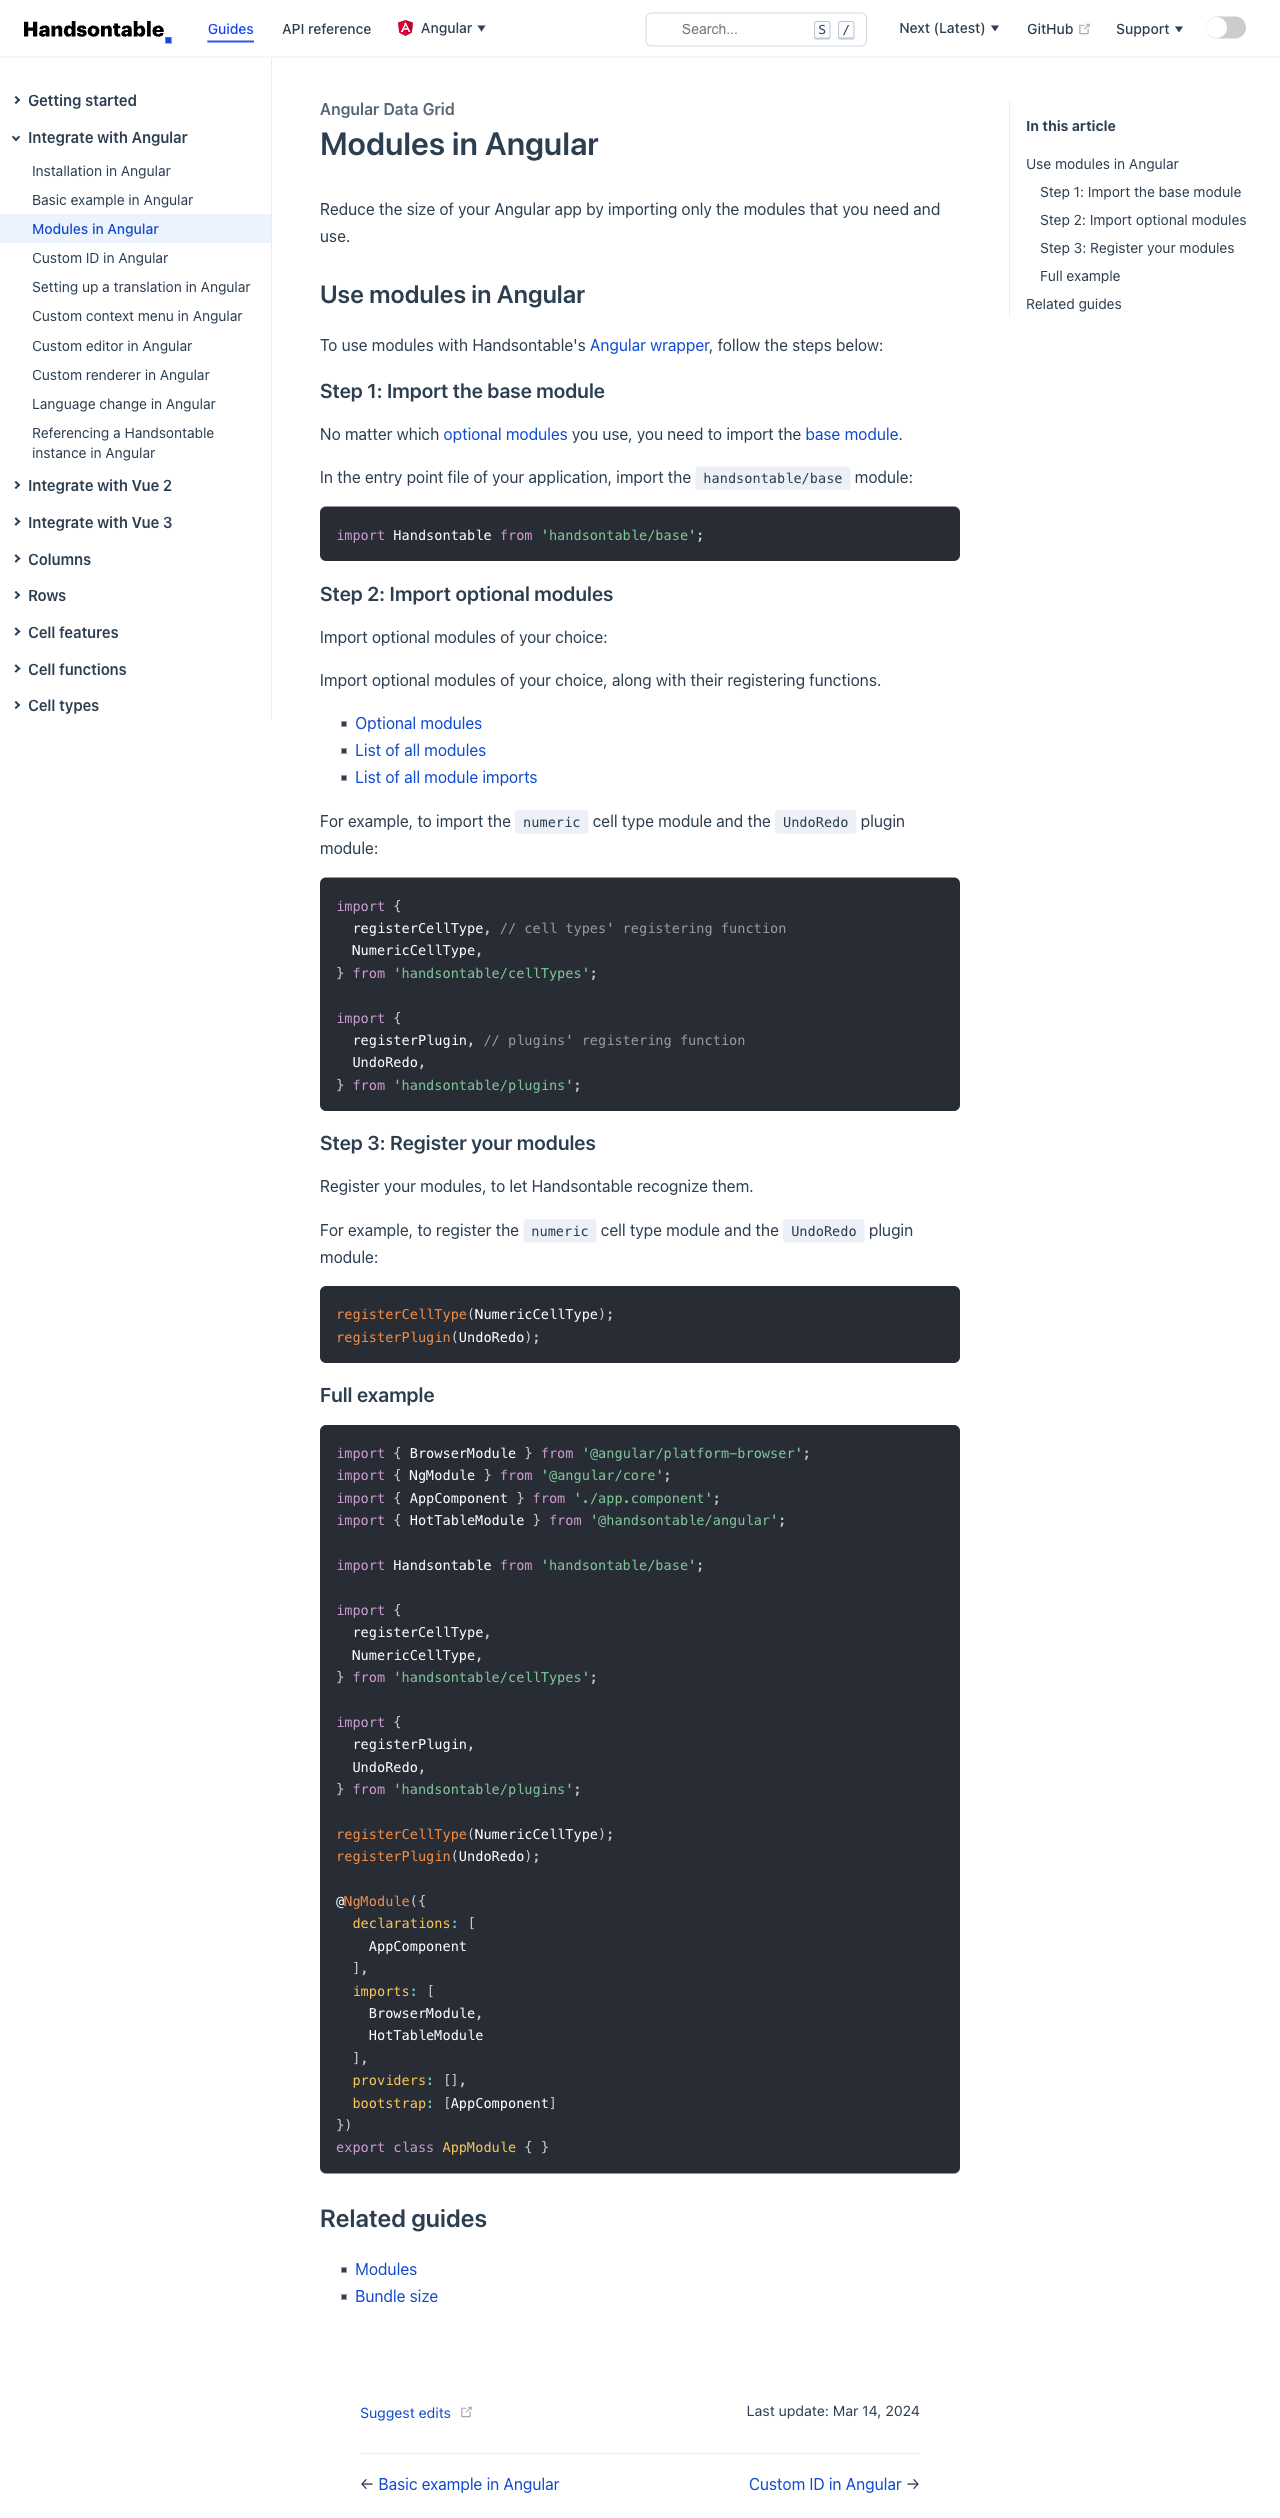 Handsontable
Guides
API reference
Angular
Search...
S
/
Next (Latest)
GitHub
Support
Getting started
Integrate with Angular
Installation in Angular
Basic example in Angular
Modules in Angular
Custom ID in Angular
Setting up a translation in Angular
Custom context menu in Angular
Custom editor in Angular
Custom renderer in Angular
Language change in Angular
Referencing a Handsontable
instance in Angular
Integrate with Vue 2
Integrate with Vue 3
Columns
Rows
Cell features
Cell functions
Cell types
Angular Data Grid
Modules in Angular
Reduce the size of your Angular app by importing only the modules that you need and
use.
Use modules in Angular
To use modules with Handsontable's Angular wrapper, follow the steps below:
Step 1: Import the base module
No matter which optional modules you use, you need to import the base module.
In the entry point file of your application, import the handsontable/base module:
import Handsontable from 'handsontable/base';
Step 2: Import optional modules
Import optional modules of your choice:
Import optional modules of your choice, along with their registering functions.
▪ Optional modules
▪ List of all modules
▪ List of all module imports
For example, to import the numeric cell type module and the UndoRedo plugin
module:
import {
  registerCellType, // cell types' registering function
  NumericCellType,
} from 'handsontable/cellTypes';

import {
  registerPlugin, // plugins' registering function
  UndoRedo,
} from 'handsontable/plugins';
Step 3: Register your modules
Register your modules, to let Handsontable recognize them.
For example, to register the numeric cell type module and the UndoRedo plugin
module:
registerCellType(NumericCellType);
registerPlugin(UndoRedo);
Full example
import { BrowserModule } from '@angular/platform-browser';
import { NgModule } from '@angular/core';
import { AppComponent } from './app.component';
import { HotTableModule } from '@handsontable/angular';

import Handsontable from 'handsontable/base';

import {
  registerCellType,
  NumericCellType,
} from 'handsontable/cellTypes';

import {
  registerPlugin,
  UndoRedo,
} from 'handsontable/plugins';

registerCellType(NumericCellType);
registerPlugin(UndoRedo);

@NgModule({
  declarations: [
    AppComponent
  ],
  imports: [
    BrowserModule,
    HotTableModule
  ],
  providers: [],
  bootstrap: [AppComponent]
})
export class AppModule { }
Related guides
▪ Modules
▪ Bundle size
Suggest edits
Last update: Mar 14, 2024
← Basic example in Angular
Custom ID in Angular →
In this article
Use modules in Angular
Step 1: Import the base module
Step 2: Import optional modules
Step 3: Register your modules
Full example
Related guides